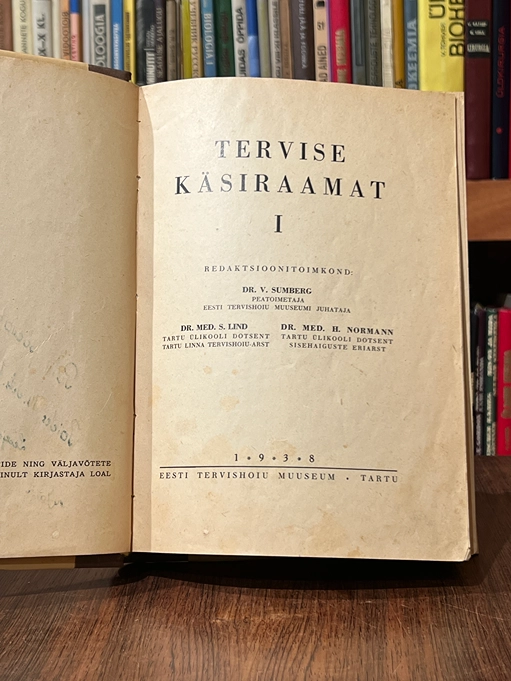 TERVISE
KÄSIRAAMAT
I
REDAKTSIOONITOIMKOND:
DR. V. SUMBERG
PEATOIMETAJA
EESTI TERVISHOIU MUUSEUMI JUHATAJA
DR. MED. S. LIND
TARTU ÜLIKOOLI DOTSENT
TARTU LINNA TERVISHOIU-ARST
DR. MED. H. NORMANN
TARTU ÜLIKOOLI DOTSENT
SISEHAIGUSTE ERIARST
1 • 9 • 3 • 8
EESTI TERVISHOIU MUUSEUM • TARTU
IDE NING VÄLJAVÕTETE
INULT KIRJASTAJA LOAL
BIOLOOGIA
KEEMIA